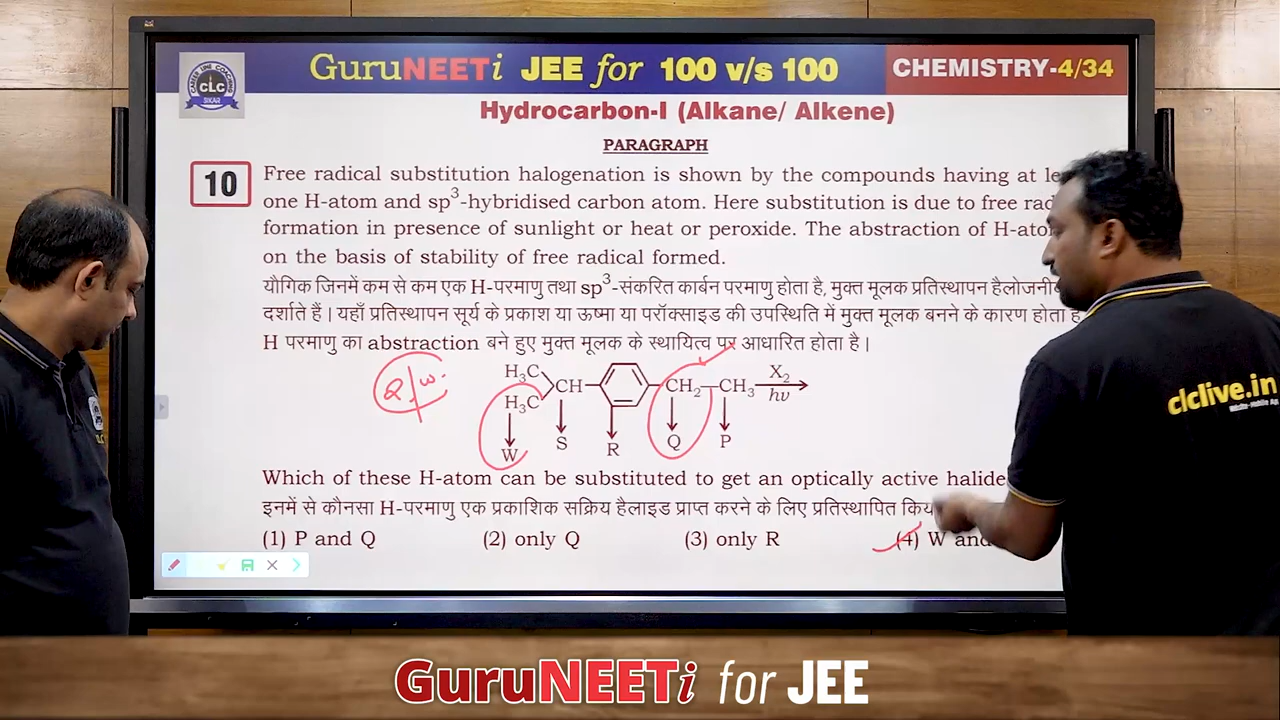 GuruNEETi JEE for 100 v/s 100
CHEMISTRY-4/34
CLC
SIKAR
Hydrocarbon-I (Alkane/ Alkene)
PARAGRAPH
10
Free radical substitution halogenation is shown by the compounds having at
one H-atom and sp³-hybridised carbon atom. Here substitution is due to free
formation in presence of sunlight or heat or peroxide. The abstraction of
on the basis of stability of free radical formed.
यौगिक जिनमें कम से कम एक H-परमाणु तथा sp³-संकरित कार्बन परमाणु होता है, मुक्त मूलक प्रतिस्थापन
दर्शाते हैं। यहाँ प्रतिस्थापन सूर्य के प्रकाश या ऊष्मा या परॉक्साइड की उपस्थिति में मुक्त मूलक बनने के कारण होता है
H परमाणु का abstraction बने हुए मुक्त मूलक के स्थायित्व पर आधारित होता है।
Q/W
H₃C
H₃C
CH
CH₂—CH₃
X₂
hν
W
S
R
Q
P
Which of these H-atom can be substituted to get an optically active halide
इनमें से कौनसा H-परमाणु एक प्रकाशिक सक्रिय हैलाइड प्राप्त करने के लिए प्रतिस्थापित
(1) P and Q
(2) only Q
(3) only R
(4) W and
clclive.in
CLC
GuruNEETi for JEE